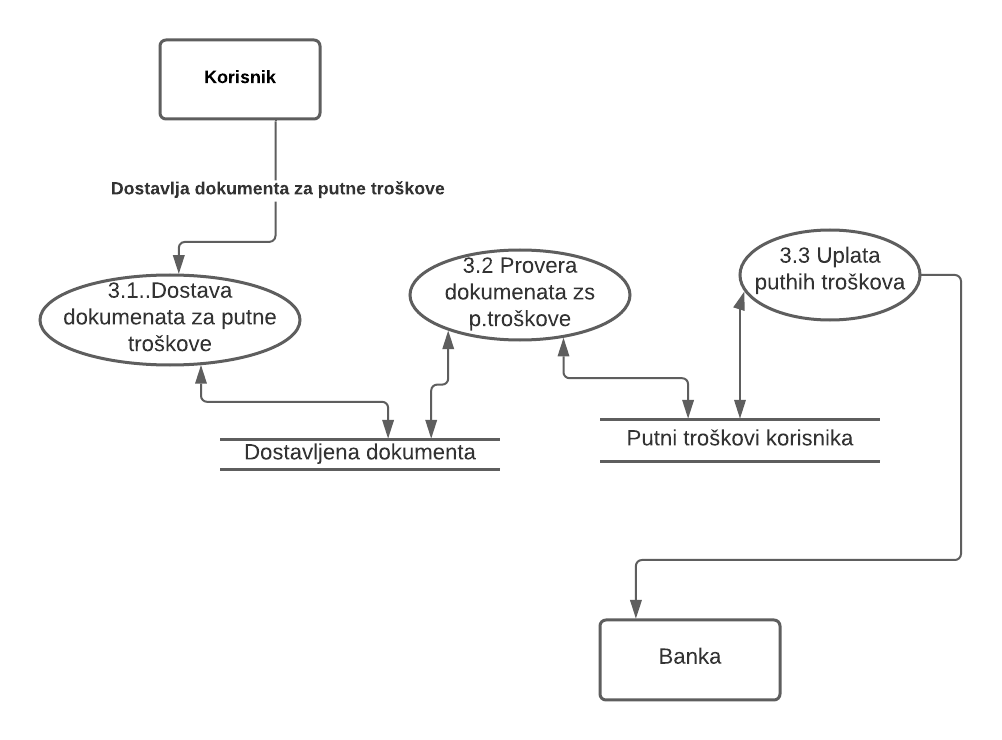 Korisnik
Dostavlja dokumenta za putne troškove
3.1..Dostava
dokumenata za putne
troškove
3.2 Provera
dokumenata zs
p.troškove
3.3 Uplata
puthih troškova
Dostavljena dokumenta
Putni troškovi korisnika
Banka